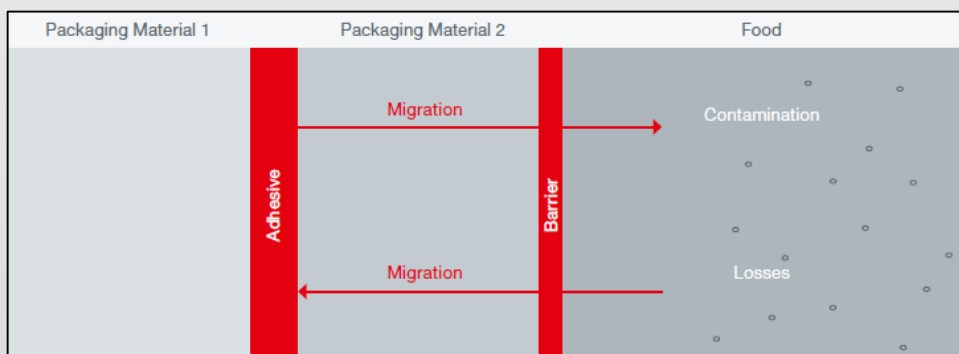 Packaging Material 1
Packaging Material 2
Food
Migration
Contamination
Adhesive
Barrier
Migration
Losses